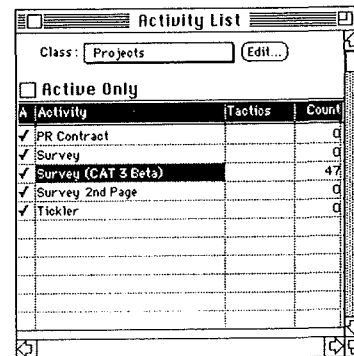 Activity List
Class: Projects Edit...
Active Only
A Activity Tactics Count
✓ PR Contract 0
✓ Survey 0
✓ Survey (CAT 3 Beta) 47
✓ Survey 2nd Page 0
✓ Tickler 0